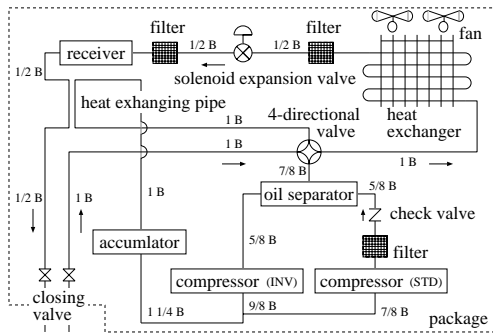 filter
filter
fan
receiver
1/2 B
1/2 B
1/2 B
solenoid expansion valve
heat exhanging pipe
4-directional
valve
heat
exchanger
1 B
1 B
1 B
7/8 B
oil separator
5/8 B
1/2 B
1 B
1 B
check valve
accumlator
5/8 B
filter
compressor (INV)
compressor (STD)
closing
valve
1 1/4 B
9/8 B
7/8 B
package